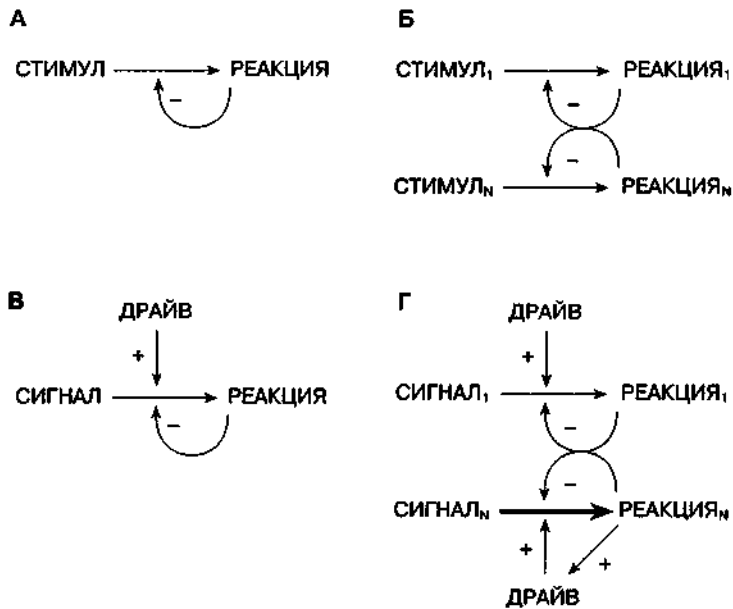 А
СТИМУЛ РЕАКЦИЯ
–
Б
СТИМУЛ₁ РЕАКЦИЯ₁
–
–
СТИМУЛN РЕАКЦИЯN
В
ДРАЙВ
+
СИГНАЛ РЕАКЦИЯ
–
Г
ДРАЙВ
+
СИГНАЛ₁ РЕАКЦИЯ₁
–
–
СИГНАЛN РЕАКЦИЯN
+ +
ДРАЙВ